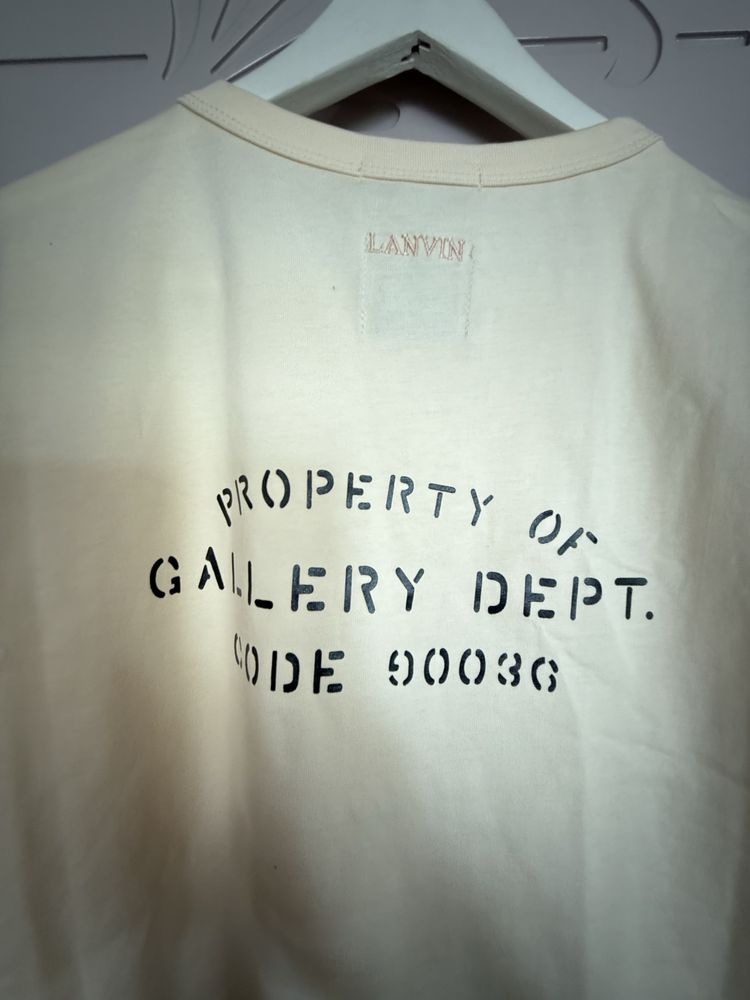 LANVIN
PROPERTY OF
GALLERY DEPT.
CODE 90036